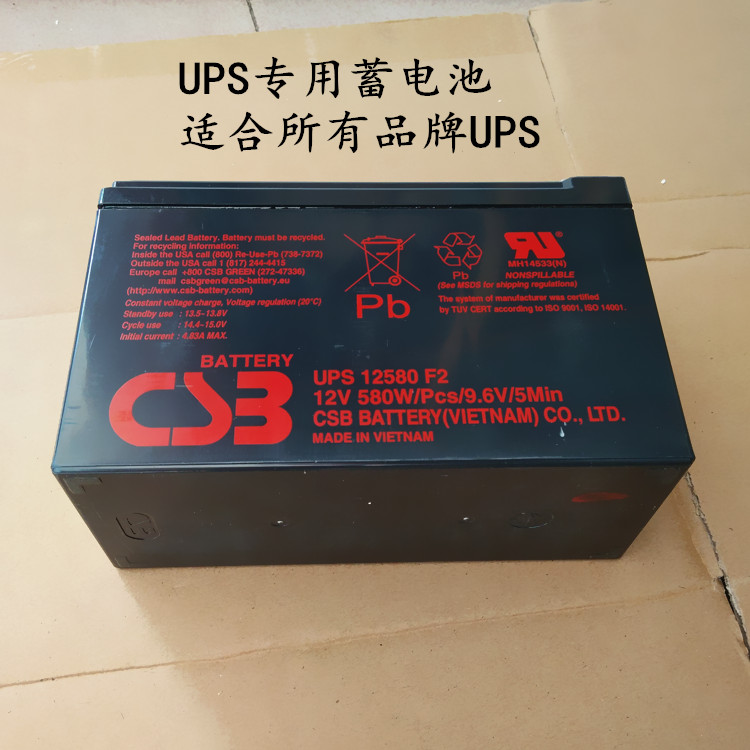 UPS专用蓄电池
适合所有品牌UPS
Sealed Lead Battery. Battery must be recycled.
For recycling information:
Inside the USA call (800) Re-Use-Pb (738-7372)
Outside the USA call 1 (817) 244-4415
Europe call +800 CSB GREEN (272-47336)
mail csbgreen@csb-battery.eu
(http://www.csb-battery.com)
Constant voltage charge, Voltage regulation (20°C)
Standby use : 13.5-13.8V
Cycle use : 14.4-15.0V
Initial current : 4.83A MAX.
Pb
Pb
MH14533(N)
NONSPILLABLE
(See MSDS for shipping regulations)
The system of manufacturer was certified
by TUV CERT according to ISO 9001, ISO 14001.
BATTERY
CSB
UPS 12580 F2
12V 580W/Pcs/9.6V/5Min
CSB BATTERY(VIETNAM) CO., LTD.
MADE IN VIETNAM